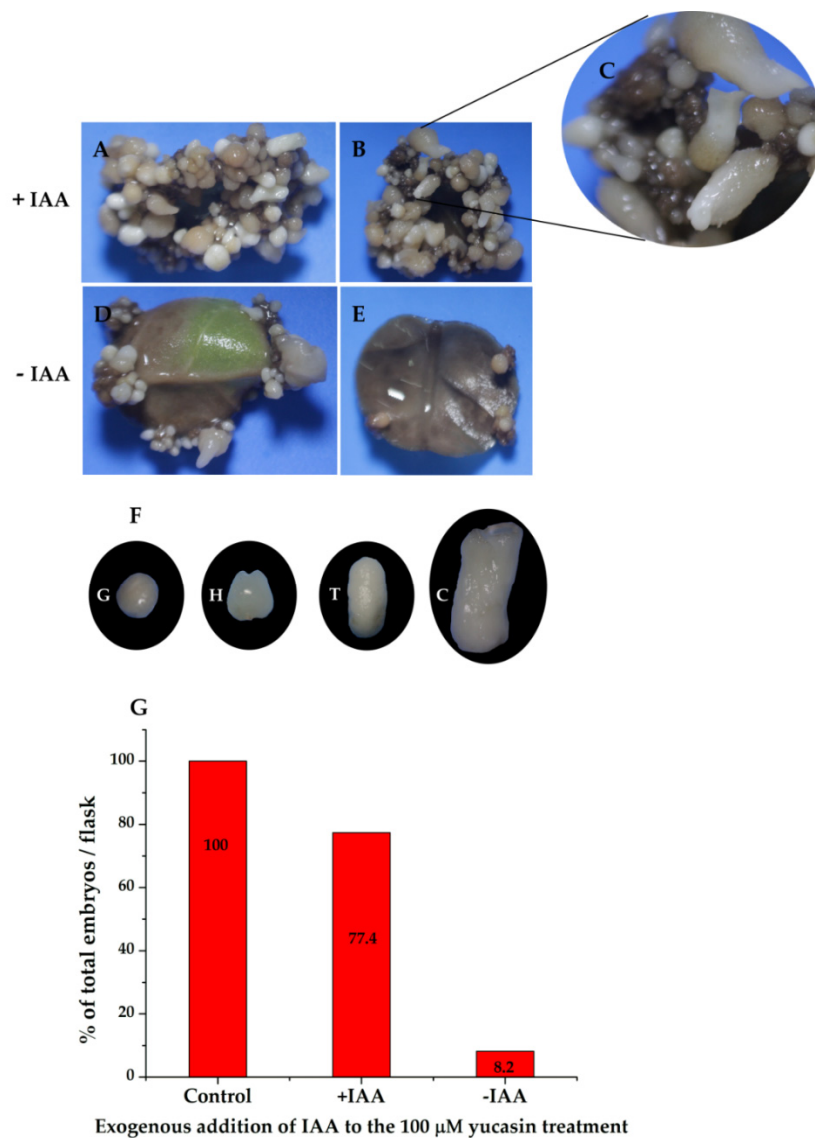 C
A
B
+ IAA
D
E
- IAA
F
G
H
T
C
G
100
80
60
40
20
0
% of total embryos / flask
100
77.4
8.2
Control
+IAA
-IAA
Exogenous addition of IAA to the 100 µM yucasin treatment